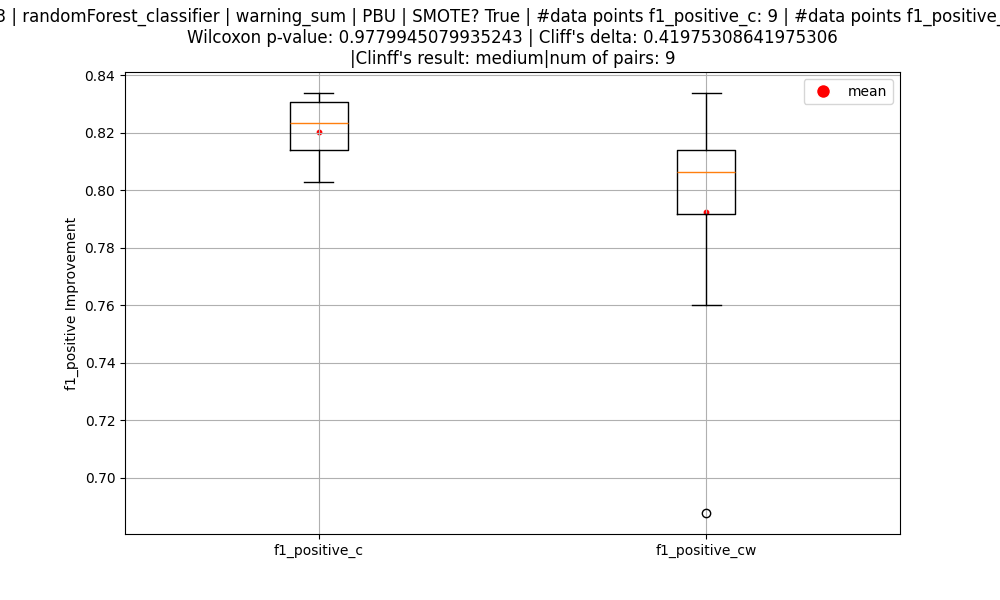 3 | randomForest_classifier | warning_sum | PBU | SMOTE? True | #data points f1_positive_c: 9 | #data points f1_positive_
Wilcoxon p-value: 0.9779945079935243 | Cliff's delta: 0.41975308641975306
|Clinff's result: medium|num of pairs: 9
mean
0.84
0.82
0.80
0.78
0.76
0.74
0.72
0.70
f1_positive Improvement
f1_positive_c
f1_positive_cw